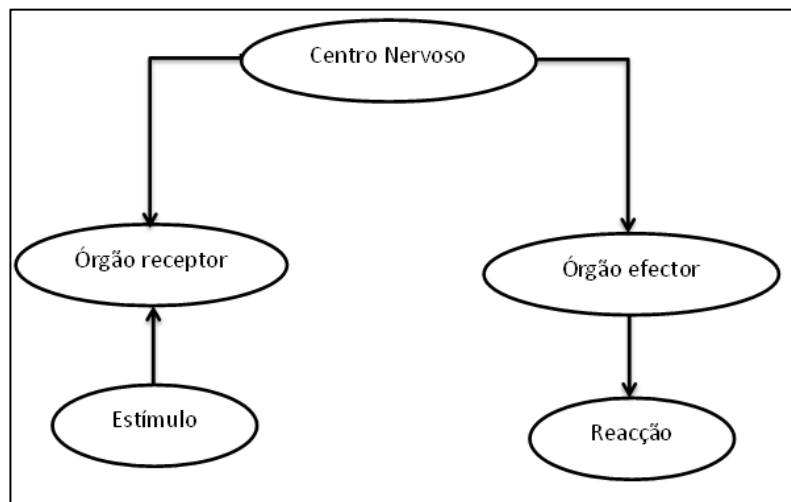 Centro Nervoso
Órgão receptor
Órgão efector
Estímulo
Reacção